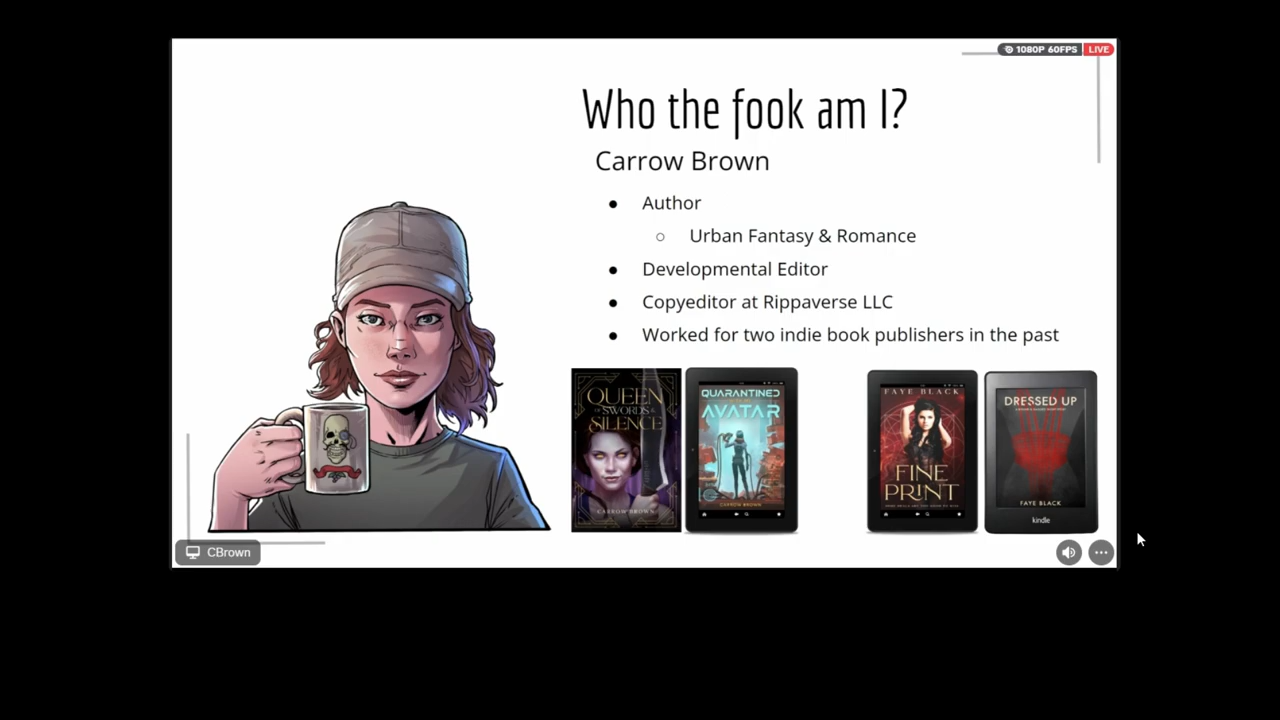 1080P 60FPS LIVE
Who the fook am I?
Carrow Brown
● Author
○ Urban Fantasy & Romance
● Developmental Editor
● Copyeditor at Rippaverse LLC
● Worked for two indie book publishers in the past
QUEEN
OF SWORDS &
SILENCE
CARROW BROWN
QUARANTINED
AVATAR
CARROW BROWN
FAYE BLACK
FINE
PRINT
DRESSED UP
FAYE BLACK
kindle
CBrown